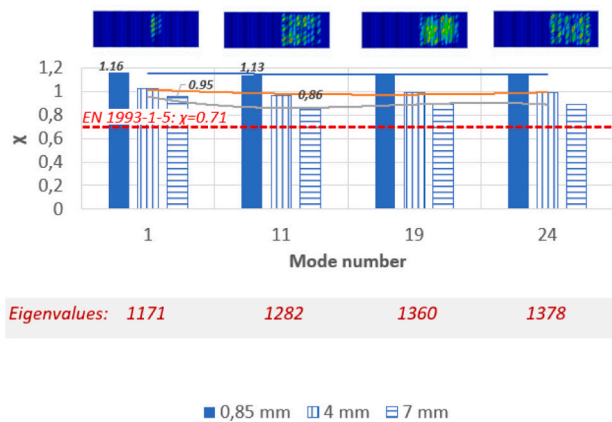 1,2
1.16
1,13
1
0.95
0,86
0,8
EN 1993-1-5: χ=0.71
0,6
0,4
0,2
0
χ
1 11 19 24
Mode number
Eigenvalues: 1171 1282 1360 1378
0,85 mm 4 mm 7 mm